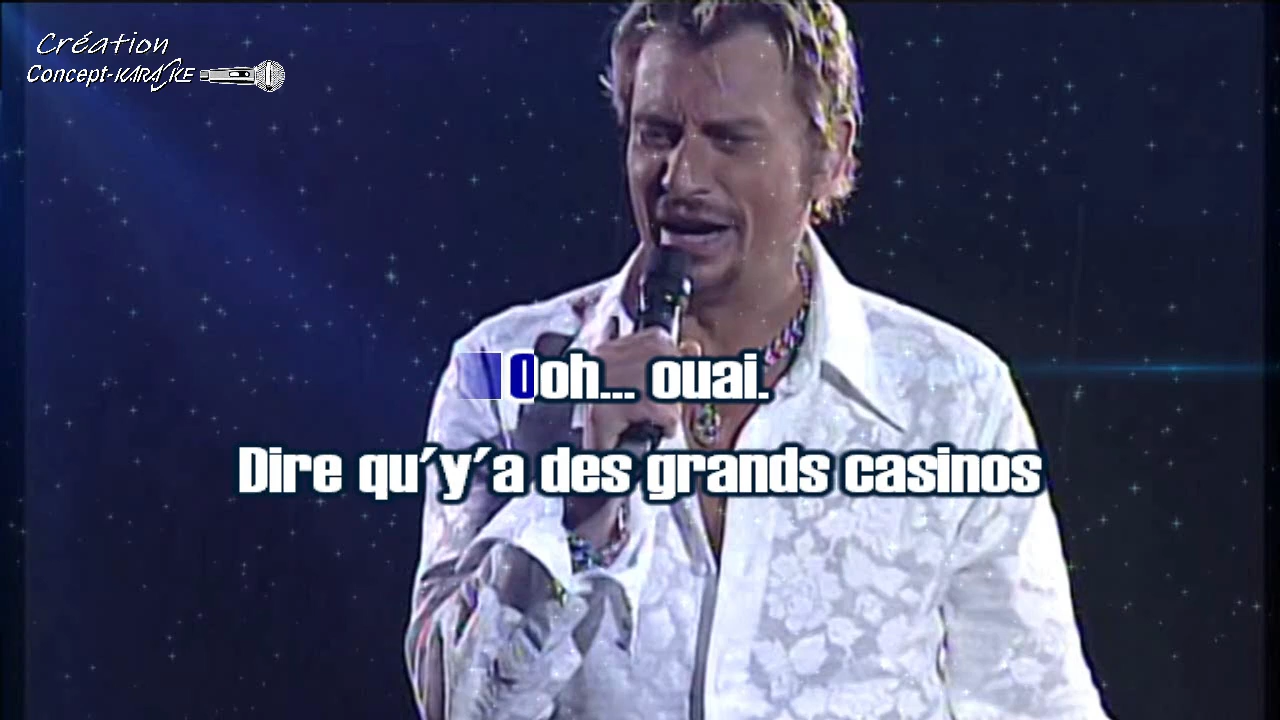 Création
Concept-KARAOKE
Ooh... ouai.
Dire qu'y'a des grands casinos